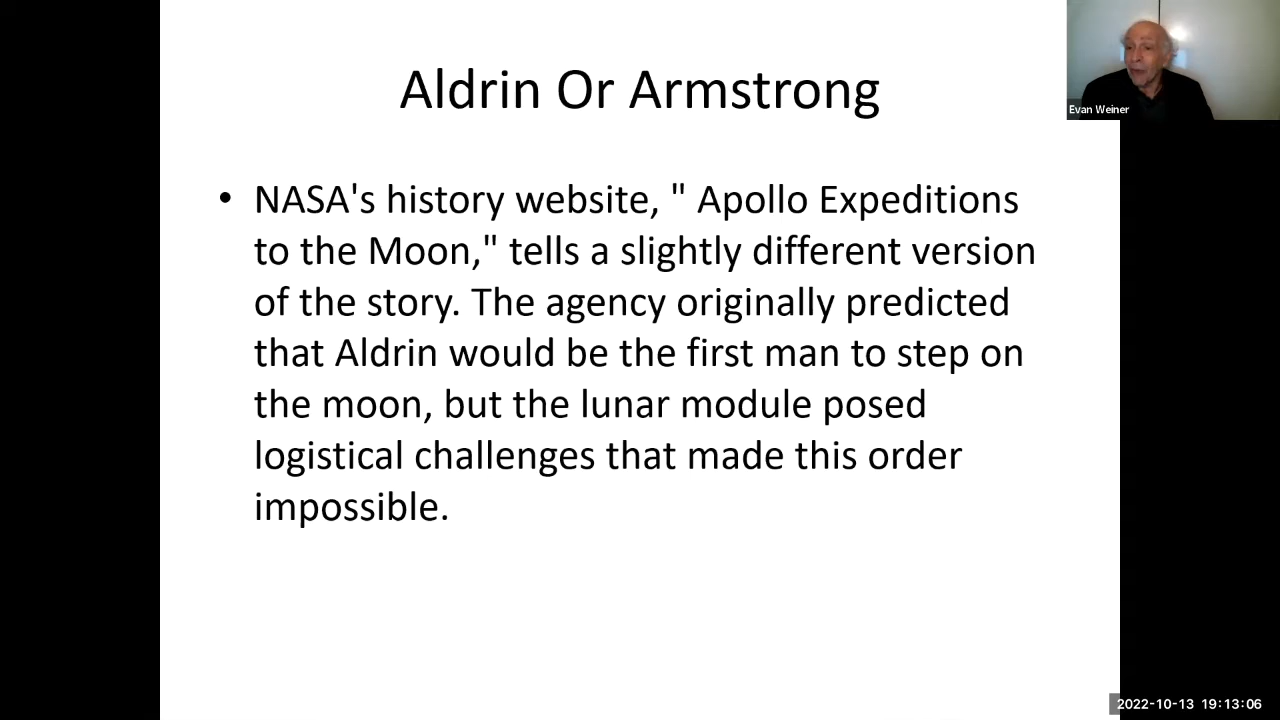 Aldrin Or Armstrong
Evan Weiner
• NASA's history website, " Apollo Expeditions
to the Moon," tells a slightly different version
of the story. The agency originally predicted
that Aldrin would be the first man to step on
the moon, but the lunar module posed
logistical challenges that made this order
impossible.
2022-10-13 19:13:06